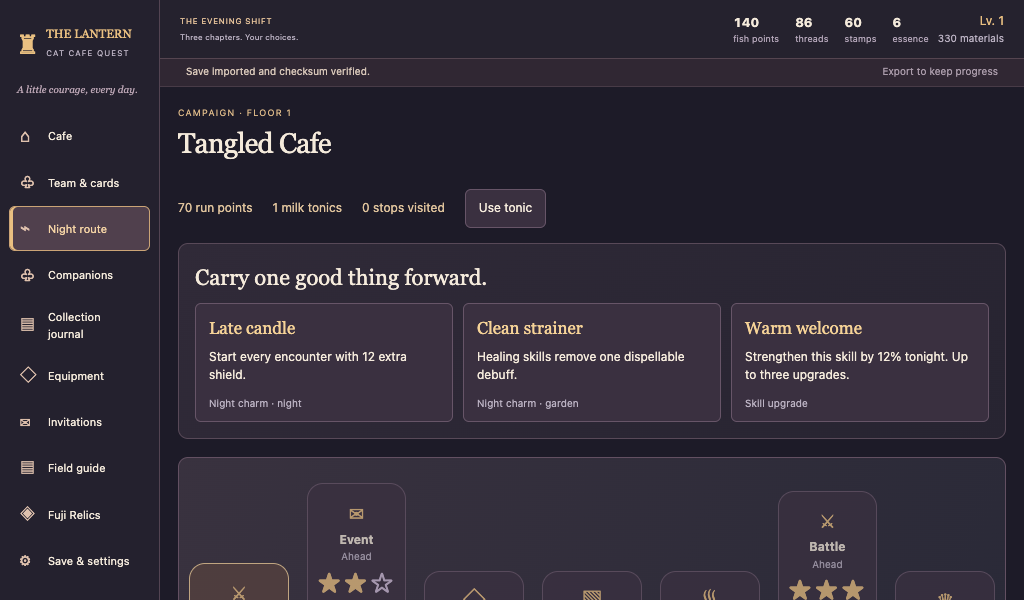 THE LANTERN
CAT CAFE QUEST
A little courage, every day.
Cafe
Team & cards
Night route
Companions
Collection
journal
Equipment
Invitations
Field guide
Fuji Relics
Save & settings
THE EVENING SHIFT
Three chapters. Your choices.
140
fish points
86
threads
60
stamps
6
essence
Lv. 1
330 materials
Save imported and checksum verified.
Export to keep progress
CAMPAIGN · FLOOR 1
Tangled Cafe
70 run points
1 milk tonics
0 stops visited
Use tonic
Carry one good thing forward.
Late candle
Start every encounter with 12 extra
shield.
Night charm · night
Clean strainer
Healing skills remove one dispellable
debuff.
Night charm · garden
Warm welcome
Strengthen this skill by 12% tonight. Up
to three upgrades.
Skill upgrade
Event
Ahead
Battle
Ahead